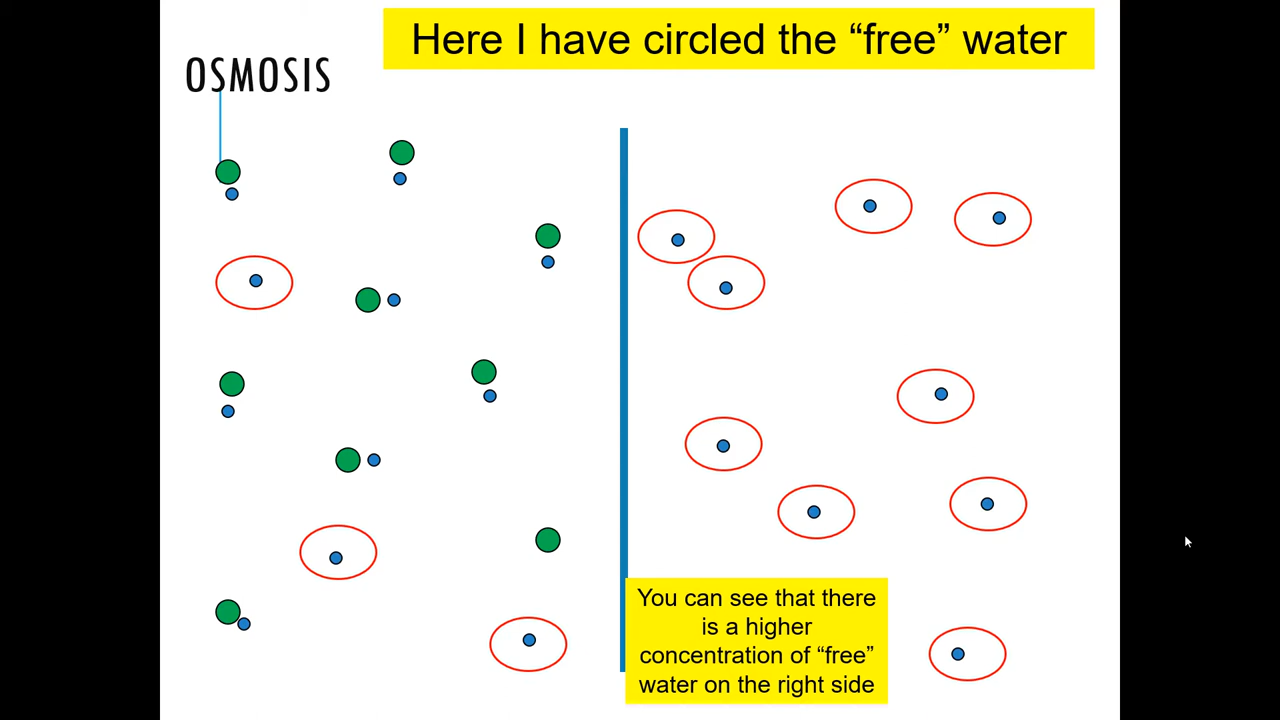 Here I have circled the “free” water
OSMOSIS
You can see that there
is a higher
concentration of “free”
water on the right side